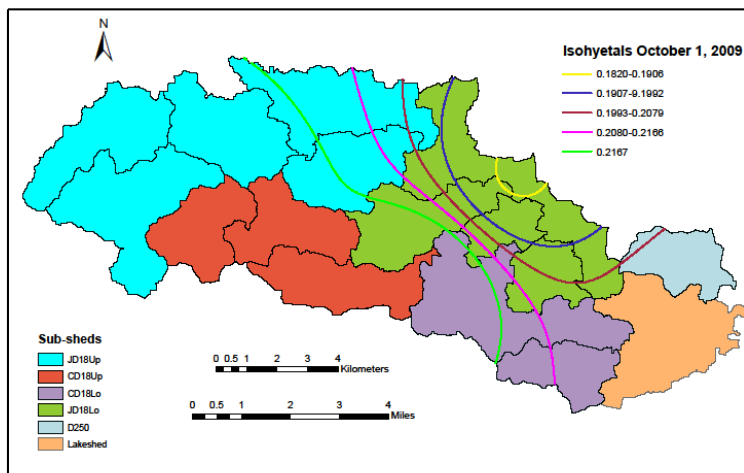 N
Isohyetals October 1, 2009
0.1820-0.1906
0.1907-9.1992
0.1993-0.2079
0.2080-0.2166
0.2167
Sub-sheds
JD18Up
CD18Up
CD18Lo
JD18Lo
D250
Lakeshed
0 0.5 1 2 3 4
Kilometers
0 0.5 1 2 3 4
Miles